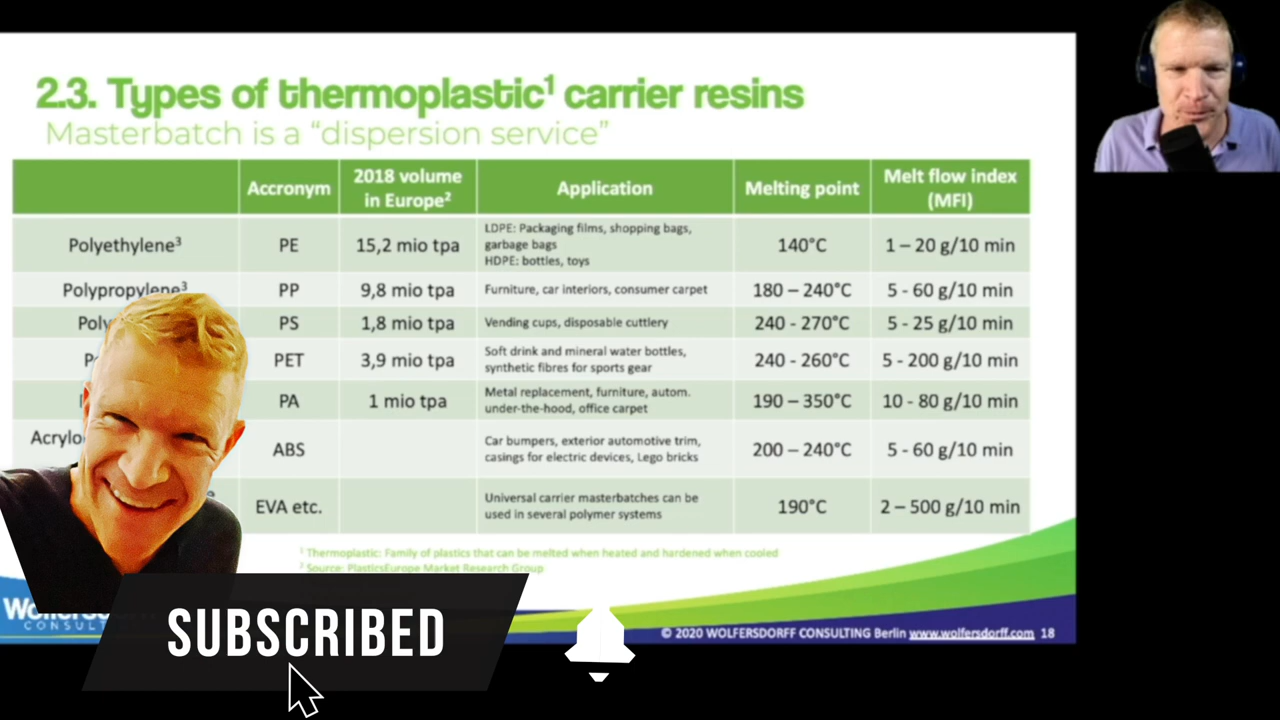 2.3. Types of thermoplastic¹ carrier resins
Masterbatch is a “dispersion service”
Accronym
2018 volume
in Europe²
Application
Melting point
Melt flow index
(MFI)
Polyethylene³
PE
15,2 mio tpa
LDPE: Packaging films, shopping bags,
garbage bags
HDPE: bottles, toys
140°C
1 – 20 g/10 min
Polypropylene³
PP
9,8 mio tpa
Furniture, car interiors, consumer carpet
180 – 240°C
5 - 60 g/10 min
PS
1,8 mio tpa
Vending cups, disposable cuttlery
240 - 270°C
5 - 25 g/10 min
PET
3,9 mio tpa
Soft drink and mineral water bottles,
synthetic fibres for sports gear
240 - 260°C
5 - 200 g/10 min
PA
1 mio tpa
Metal replacement, furniture, autom.
under-the-hood, office carpet
190 – 350°C
10 - 80 g/10 min
ABS
Car bumpers, exterior automotive trim,
casings for electric devices, Lego bricks
200 – 240°C
5 - 60 g/10 min
EVA etc.
Universal carrier masterbatches can be
used in several polymer systems
190°C
2 – 500 g/10 min
¹ Thermoplastic: Family of plastics that can be melted when heated and hardened when cooled
² Source: PlasticsEurope Market Research Group
SUBSCRIBED
© 2020 WOLFERSDORFF CONSULTING Berlin www.wolfersdorff.com 18